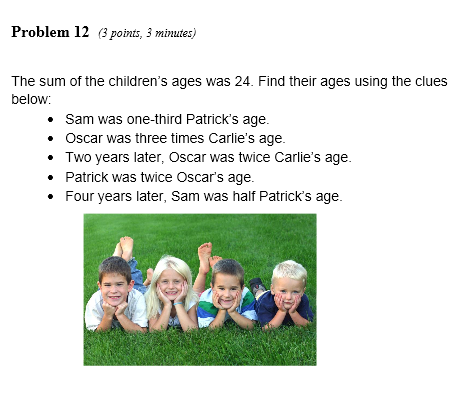 Problem 12 (3 points, 3 minutes)
The sum of the children's ages was 24. Find their ages using the clues
below:
• Sam was one-third Patrick's age.
• Oscar was three times Carlie's age.
• Two years later, Oscar was twice Carlie's age.
• Patrick was twice Oscar's age.
• Four years later, Sam was half Patrick's age.